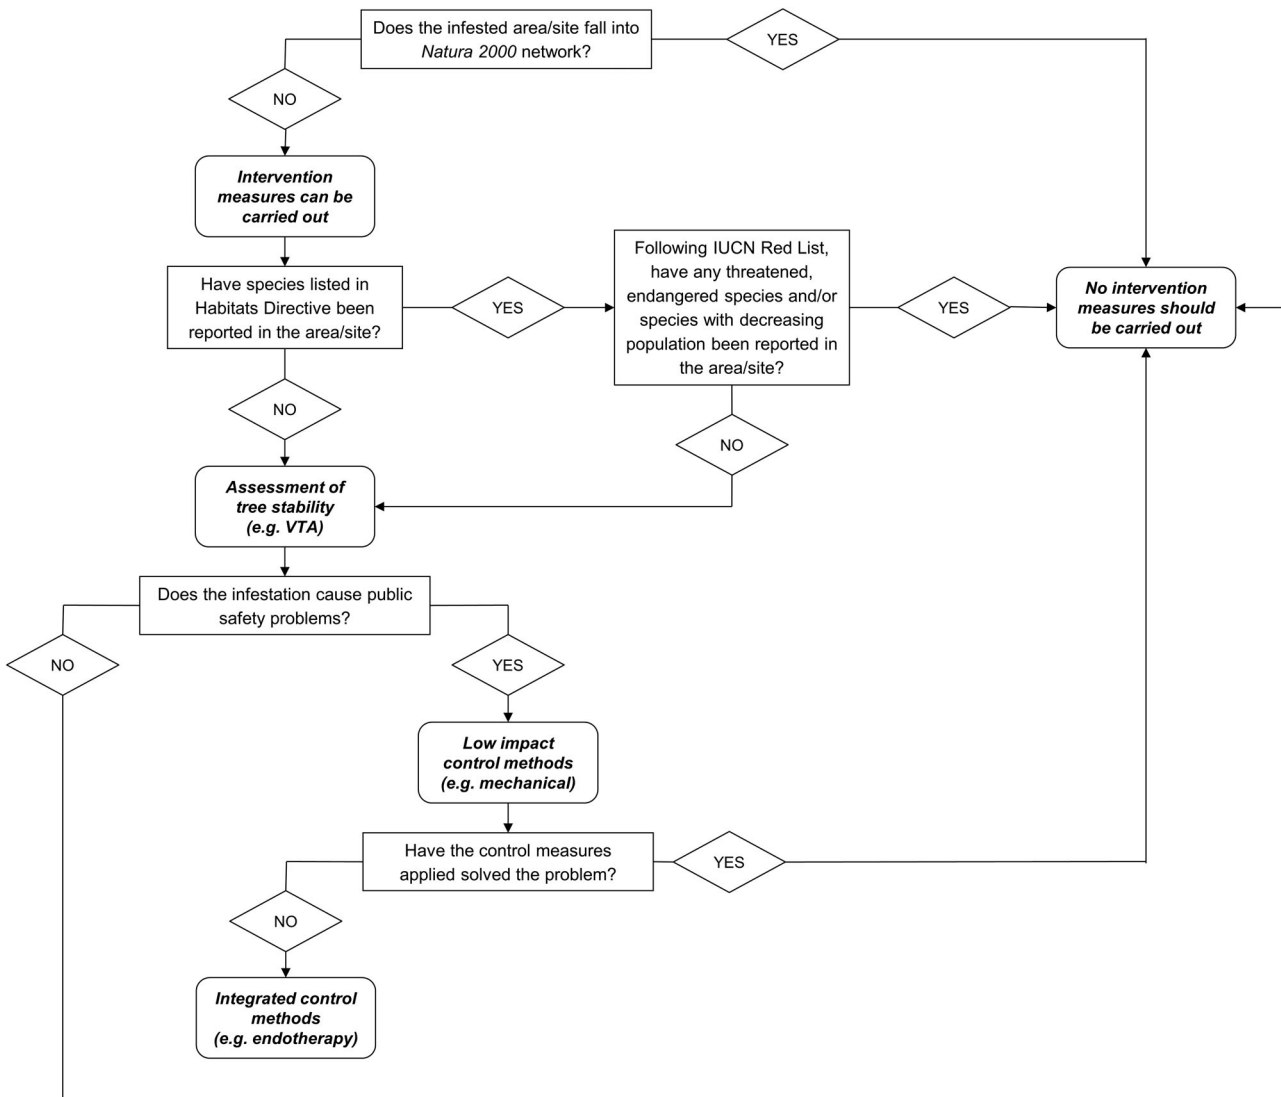 Does the infested area/site fall into
Natura 2000 network?
YES
NO
Intervention
measures can be
carried out
Have species listed in
Habitats Directive been
reported in the area/site?
YES
Following IUCN Red List,
have any threatened,
endangered species and/or
species with decreasing
population been reported in
the area/site?
YES
No intervention
measures should
be carried out
NO
NO
Assessment of
tree stability
(e.g. VTA)
Does the infestation cause public
safety problems?
NO
YES
Low impact
control methods
(e.g. mechanical)
Have the control measures
applied solved the problem?
YES
NO
Integrated control
methods
(e.g. endotherapy)